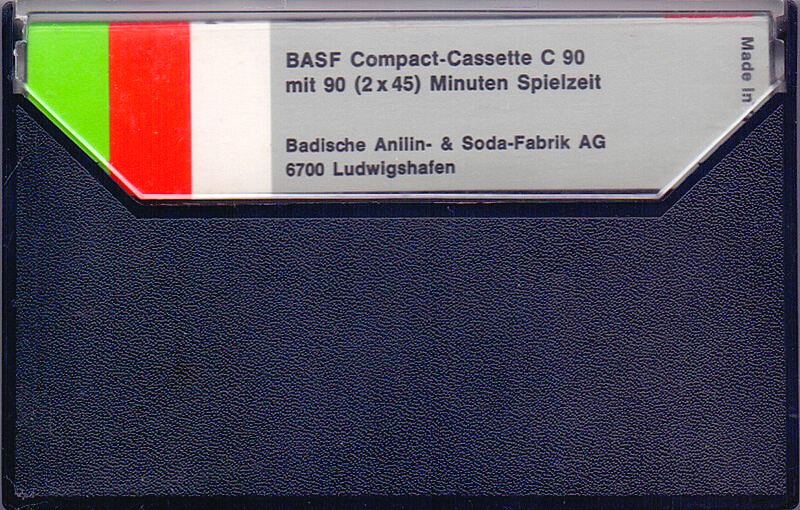 BASF Compact-Cassette C 90
mit 90 (2 x 45) Minuten Spielzeit
Badische Anilin- & Soda-Fabrik AG
6700 Ludwigshafen
Made in